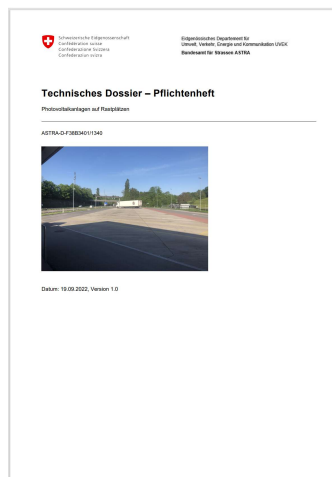 Schweizerische Eidgenossenschaft
Confédération suisse
Confederazione Svizzera
Confederaziun svizra
Eidgenössisches Departement für
Umwelt, Verkehr, Energie und Kommunikation UVEK
Bundesamt für Strassen ASTRA
Technisches Dossier – Pflichtenheft
Photovoltaikanlagen auf Rastplätzen
ASTRA-D-F38B3401/1340
Datum: 19.09.2022, Version 1.0